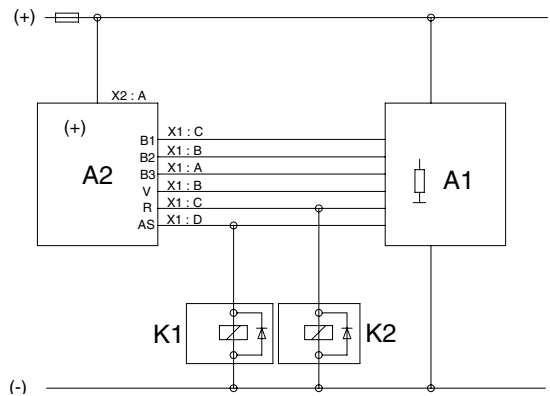 (+)
X2 : A
(+)
A2
B1 X1 : C
B2 X1 : B
B3 X1 : A
V X1 : B
R X1 : C
AS X1 : D
A1
K1
K2
(-)